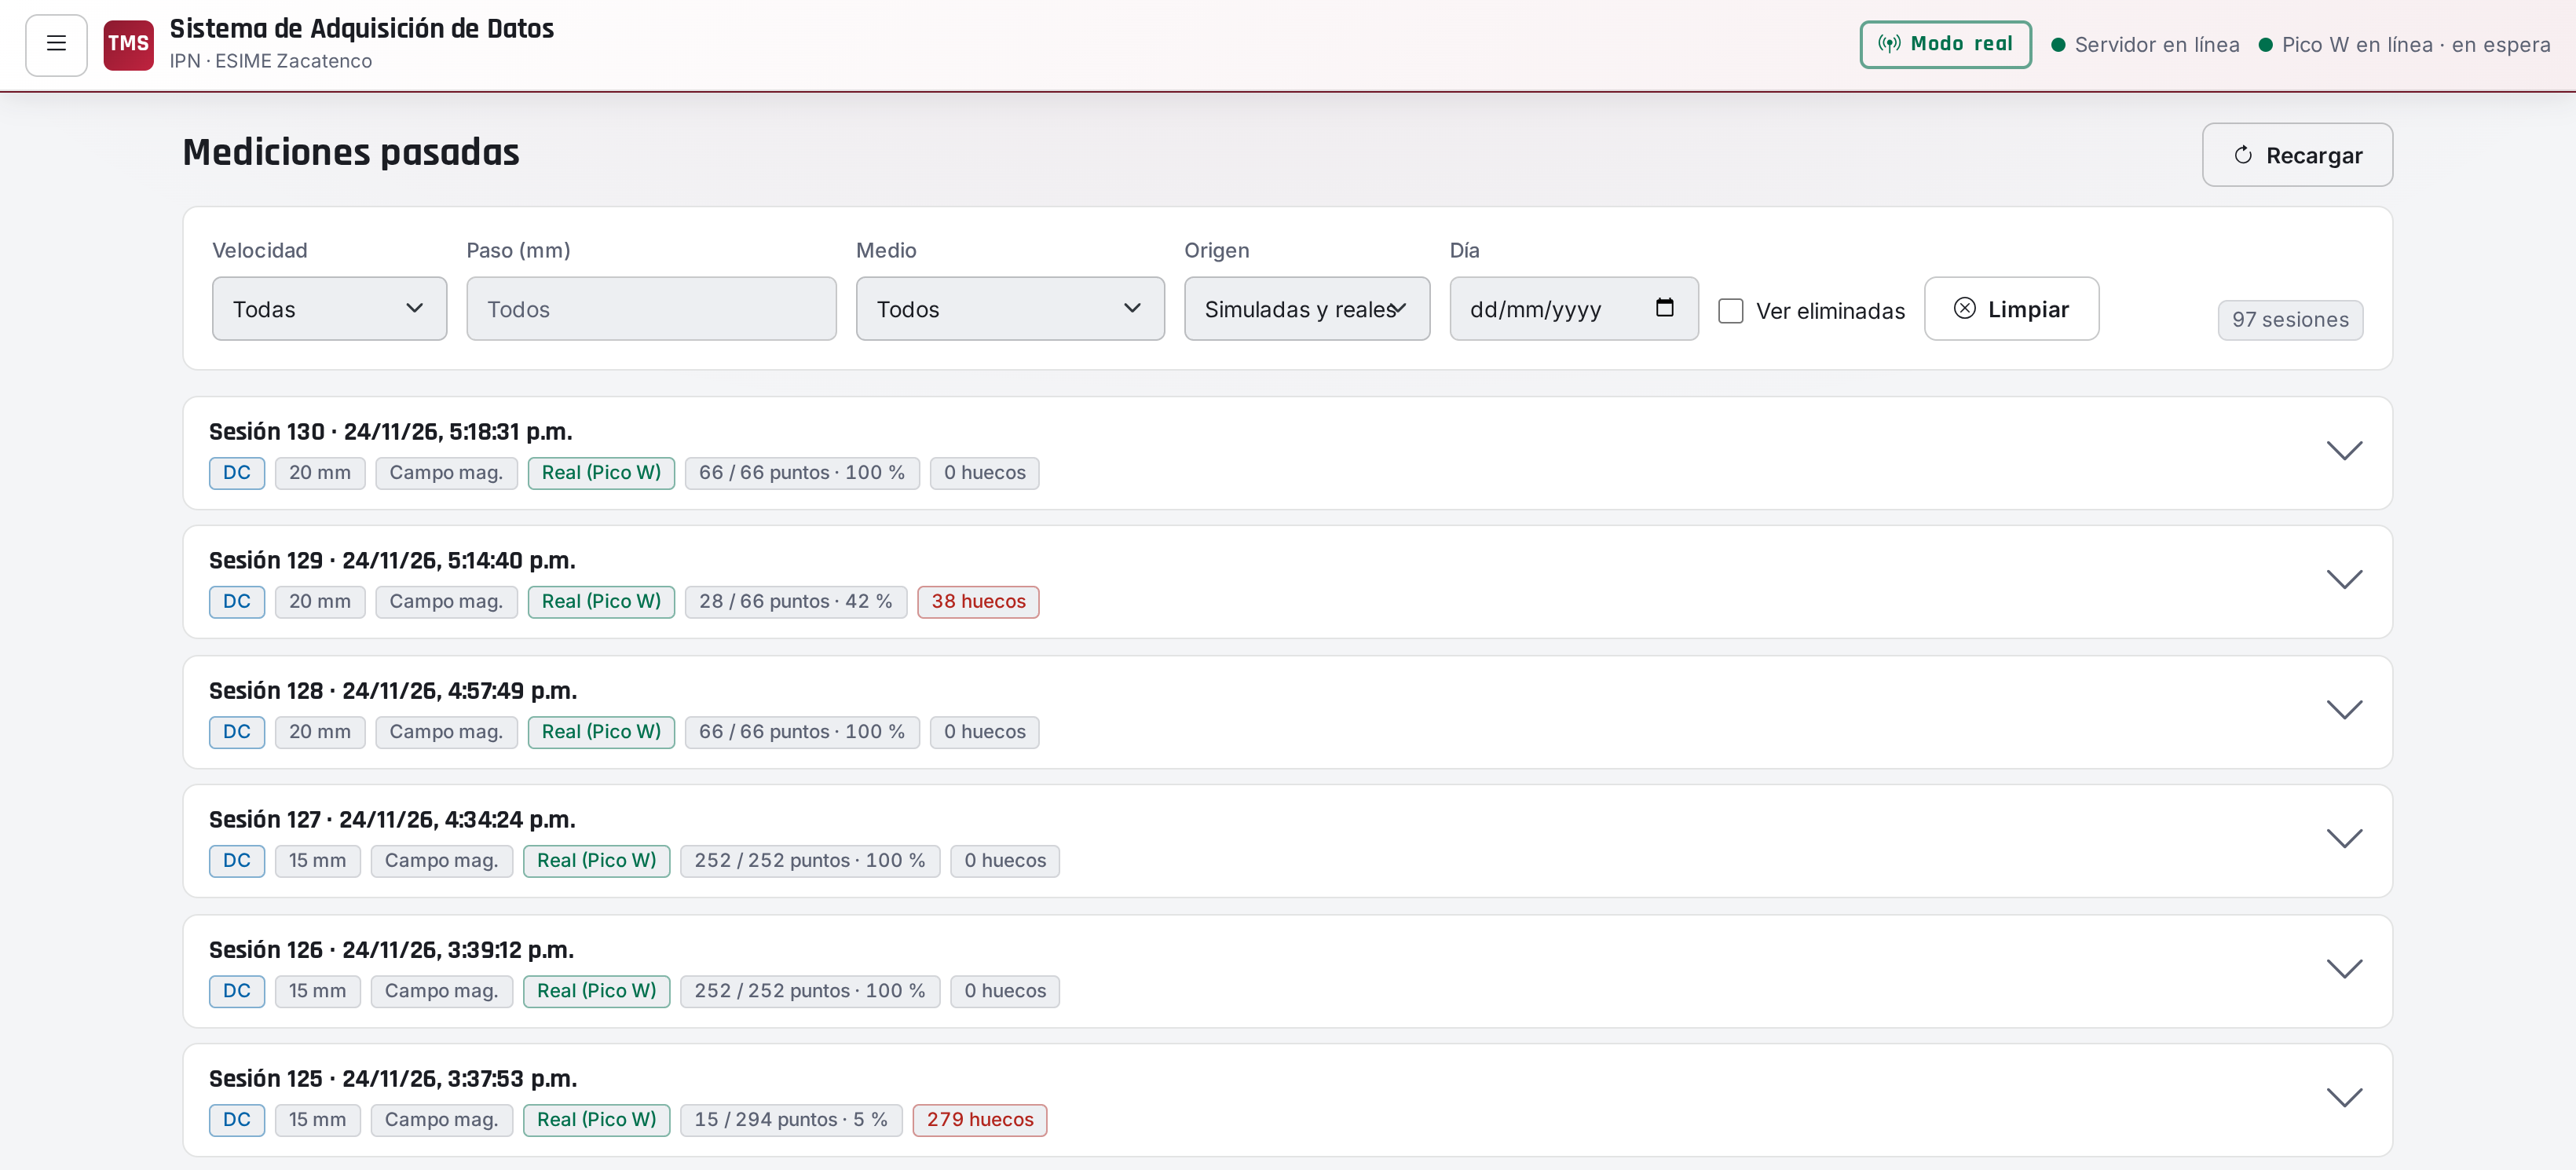 TMS
Sistema de Adquisición de Datos
IPN · ESIME Zacatenco
Modo real
Servidor en línea
Pico W en línea · en espera
Mediciones pasadas
Recargar
Velocidad
Paso (mm)
Medio
Origen
Día
Todas
Todos
Todos
Simuladas y reales
dd/mm/yyyy
Ver eliminadas
Limpiar
97 sesiones
Sesión 130 · 24/11/26, 5:18:31 p.m.
DC 20 mm Campo mag. Real (Pico W) 66 / 66 puntos · 100 % 0 huecos
Sesión 129 · 24/11/26, 5:14:40 p.m.
DC 20 mm Campo mag. Real (Pico W) 28 / 66 puntos · 42 % 38 huecos
Sesión 128 · 24/11/26, 4:57:49 p.m.
DC 20 mm Campo mag. Real (Pico W) 66 / 66 puntos · 100 % 0 huecos
Sesión 127 · 24/11/26, 4:34:24 p.m.
DC 15 mm Campo mag. Real (Pico W) 252 / 252 puntos · 100 % 0 huecos
Sesión 126 · 24/11/26, 3:39:12 p.m.
DC 15 mm Campo mag. Real (Pico W) 252 / 252 puntos · 100 % 0 huecos
Sesión 125 · 24/11/26, 3:37:53 p.m.
DC 15 mm Campo mag. Real (Pico W) 15 / 294 puntos · 5 % 279 huecos